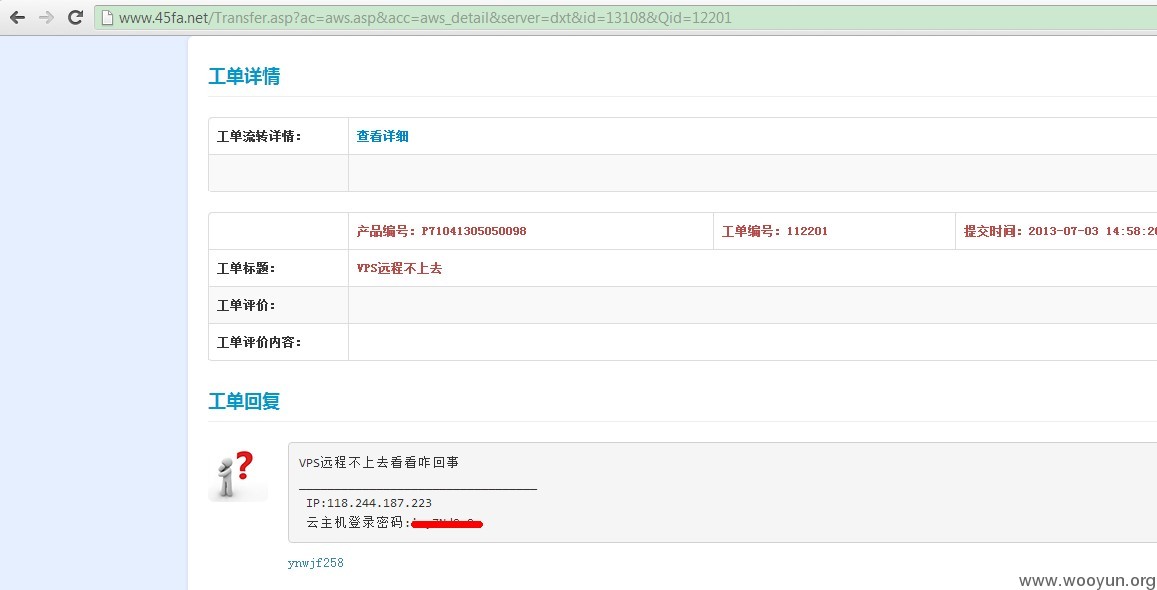 www.45fa.net/Transfer.asp?ac=aws.asp&acc=aws_detail&server=dxt&id=13108&Qid=12201
工单详情
工单流转详情： 查看详细
产品编号：P71041305050098 工单编号：112201 提交时间：2013-07-03 14:58:20
工单标题： VPS远程不上去
工单评价：
工单评价内容：
工单回复
VPS远程不上去看看咋回事
IP:118.244.187.223
云主机登录密码:
ynwjf258
www.wooyun.org